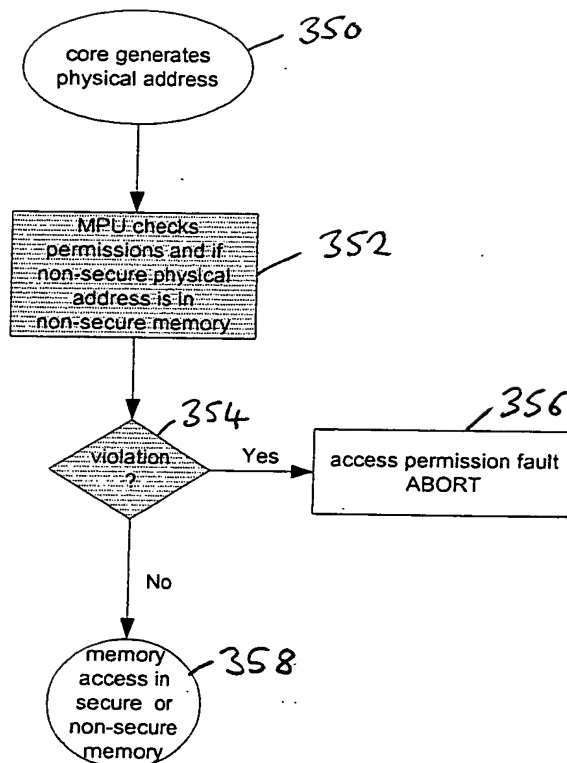 350
core generates
physical address
MPU checks
permissions and if
non-secure physical
address is in
non-secure memory
352
354
violation
?
Yes
356
access permission fault
ABORT
No
358
memory
access in
secure or
non-secure
memory